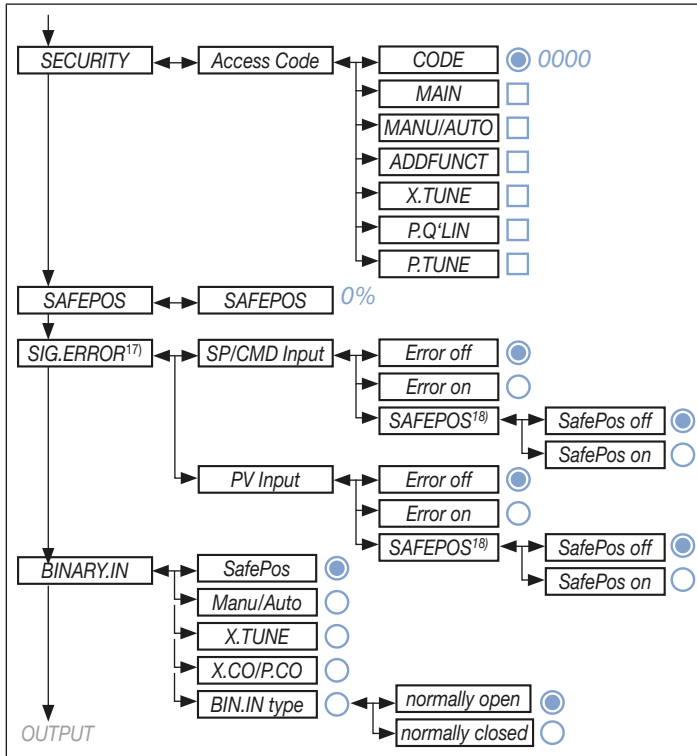 SECURITY Access Code CODE 0000
MAIN
MANU/AUTO
ADDFUNCT
X.TUNE
P.Q'LIN
P.TUNE
SAFEPOS SAFEPOS 0%
SIG.ERROR17) SP/CMD Input Error off
Error on
SAFEPOS18) SafePos off
SafePos on
PV Input Error off
Error on
SAFEPOS18) SafePos off
SafePos on
BINARY.IN SafePos
Manu/Auto
X.TUNE
X.CO/P.CO
BIN.IN type normally open
normally closed
OUTPUT